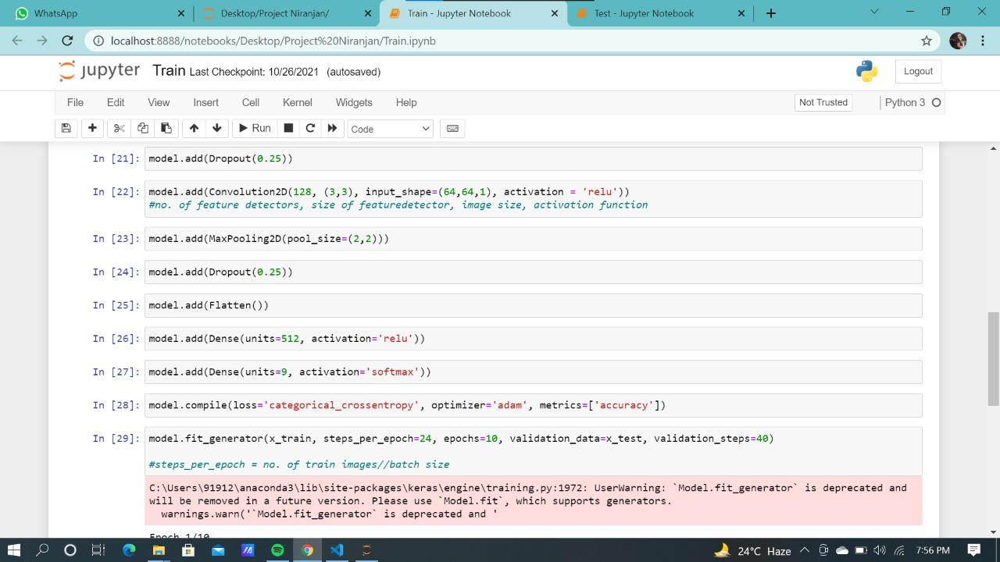 WhatsApp
Desktop/Project Niranjan/
Train - Jupyter Notebook
Test - Jupyter Notebook
localhost:8888/notebooks/Desktop/Project%20Niranjan/Train.ipynb
jupyter Train Last Checkpoint: 10/26/2021 (autosaved)
Logout
File Edit View Insert Cell Kernel Widgets Help
Not Trusted
Python 3
Run
Code
In [21]: model.add(Dropout(0.25))
In [22]: model.add(Convolution2D(128, (3,3), input_shape=(64,64,1), activation = 'relu'))
#no. of feature detectors, size of featuredetector, image size, activation function
In [23]: model.add(MaxPooling2D(pool_size=(2,2)))
In [24]: model.add(Dropout(0.25))
In [25]: model.add(Flatten())
In [26]: model.add(Dense(units=512, activation='relu'))
In [27]: model.add(Dense(units=9, activation='softmax'))
In [28]: model.compile(loss='categorical_crossentropy', optimizer='adam', metrics=['accuracy'])
In [29]: model.fit_generator(x_train, steps_per_epoch=24, epochs=10, validation_data=x_test, validation_steps=40)
#steps_per_epoch = no. of train images//batch size
C:\Users\91912\anaconda3\lib\site-packages\keras\engine\training.py:1972: UserWarning: `Model.fit_generator` is deprecated and
will be removed in a future version. Please use `Model.fit`, which supports generators.
warnings.warn('`Model.fit_generator` is deprecated and '
Epoch 1/10
24°C Haze
7:56 PM